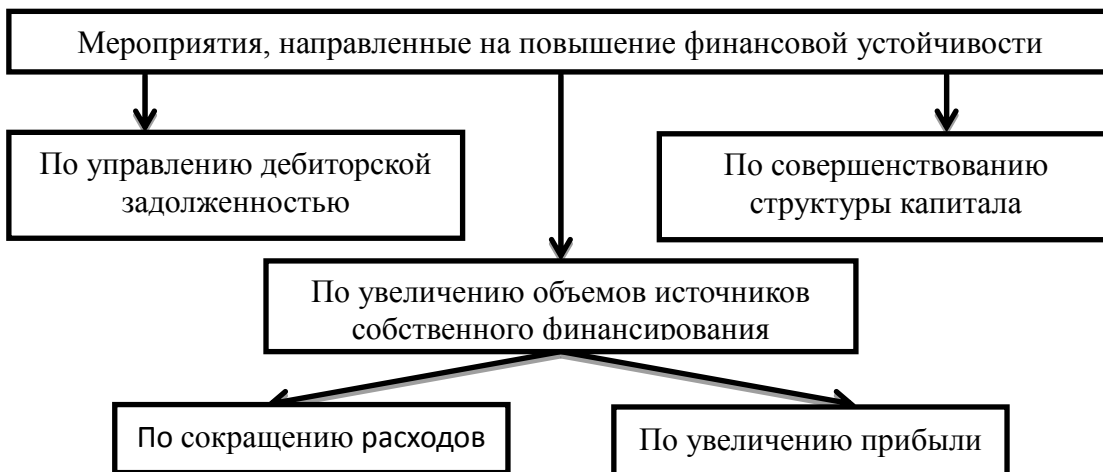 Мероприятия, направленные на повышение финансовой устойчивости
По управлению дебиторской
задолженностью
По совершенствованию
структуры капитала
По увеличению объемов источников
собственного финансирования
По сокращению расходов
По увеличению прибыли